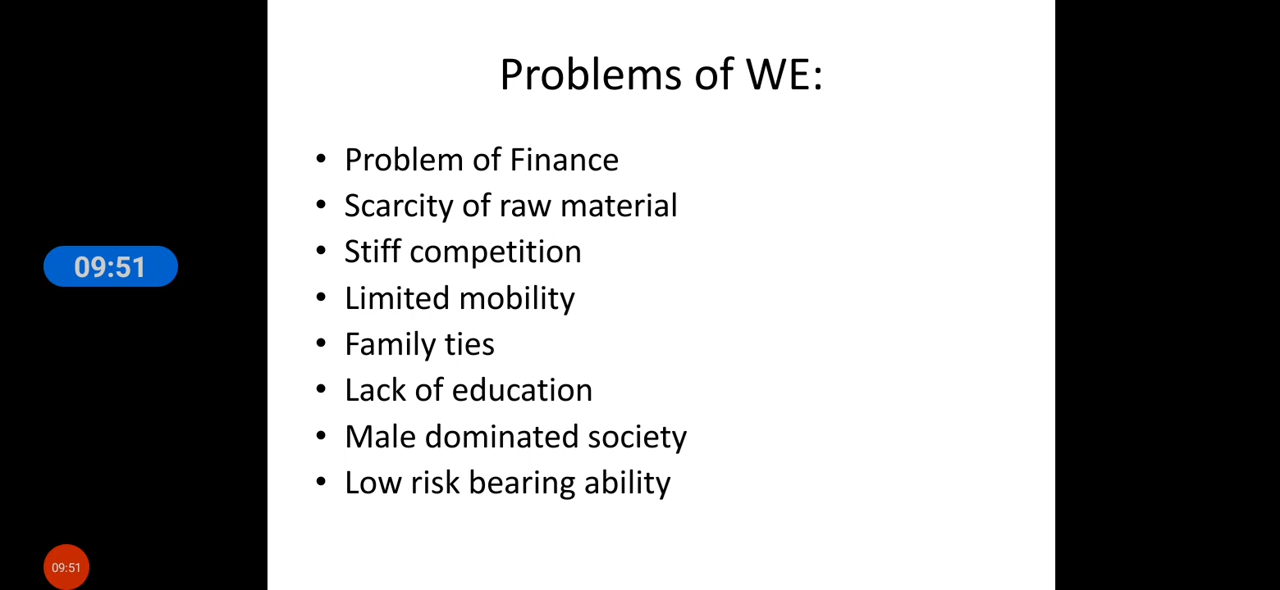 Problems of WE:
• Problem of Finance
• Scarcity of raw material
• Stiff competition
• Limited mobility
• Family ties
• Lack of education
• Male dominated society
• Low risk bearing ability
09:51
09:51